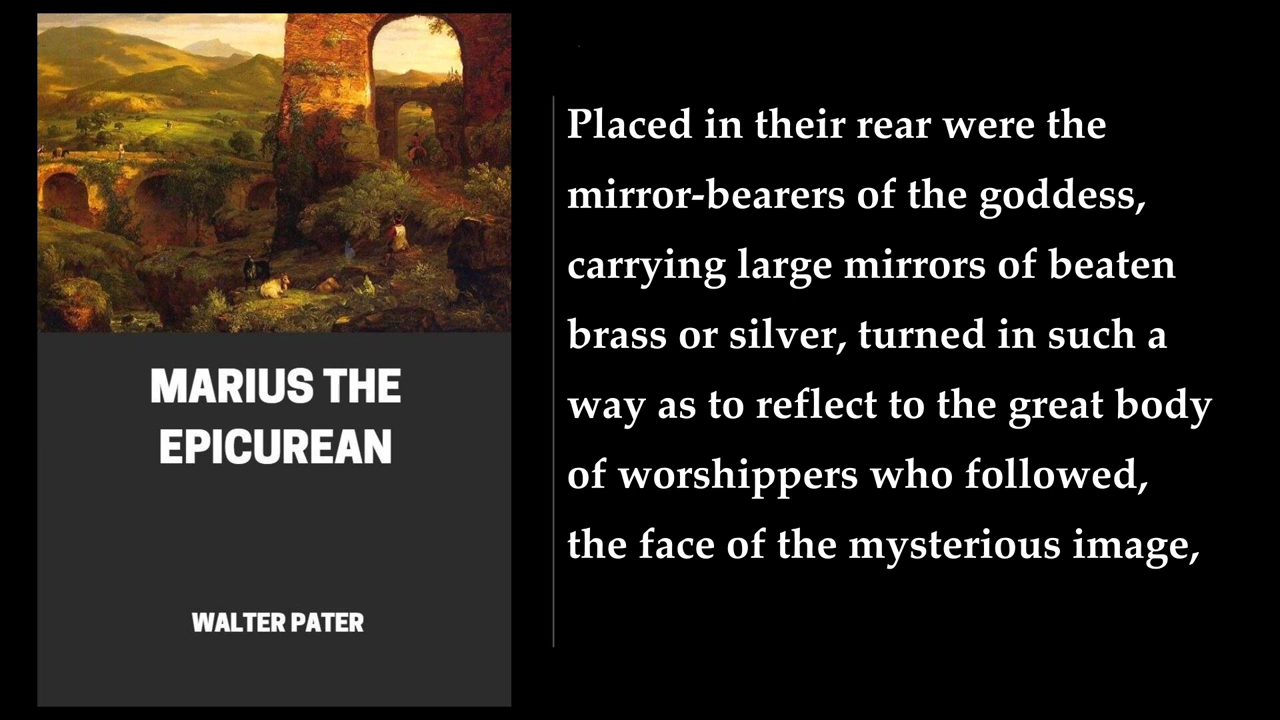 MARIUS THE
EPICUREAN
WALTER PATER
Placed in their rear were the
mirror-bearers of the goddess,
carrying large mirrors of beaten
brass or silver, turned in such a
way as to reflect to the great body
of worshippers who followed,
the face of the mysterious image,